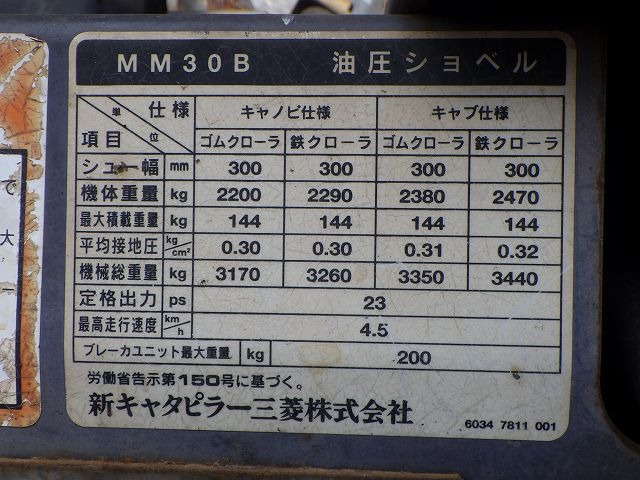 MM30B 油圧ショベル
単位 仕様 キャノピ仕様 キャブ仕様
項目 ゴムクローラ 鉄クローラ ゴムクローラ 鉄クローラ
シュー幅 mm 300 300 300 300
機体重量 kg 2200 2290 2380 2470
最大積載重量 kg 144 144 144 144
平均接地圧 kg/cm² 0.30 0.30 0.31 0.32
機械総重量 kg 3170 3260 3350 3440
定格出力 ps 23
最高走行速度 km/h 4.5
ブレーカユニット最大重量 kg 200
労働省告示第150号に基づく。
新キャタピラー三菱株式会社
6034 7811 001
で
大